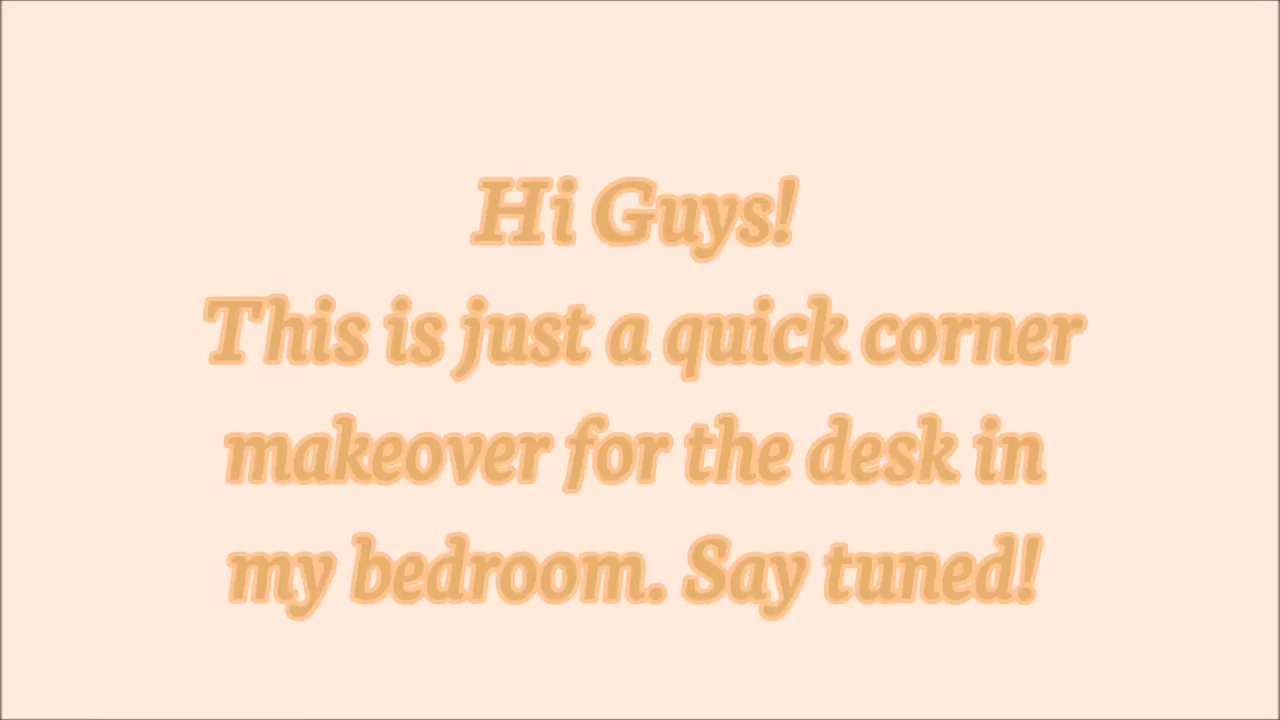 Hi Guys!
This is just a quick corner
makeover for the desk in
my bedroom. Say tuned!